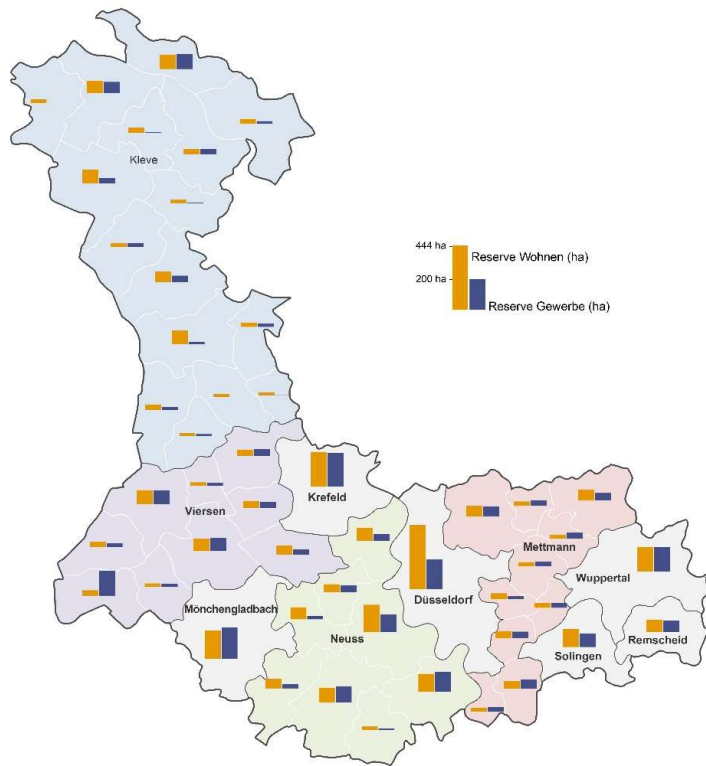 Kleve
444 ha
Reserve Wohnen (ha)
200 ha
Reserve Gewerbe (ha)
Krefeld
Viersen
Mettmann
Wuppertal
Düsseldorf
Mönchengladbach
Neuss
Remscheid
Solingen